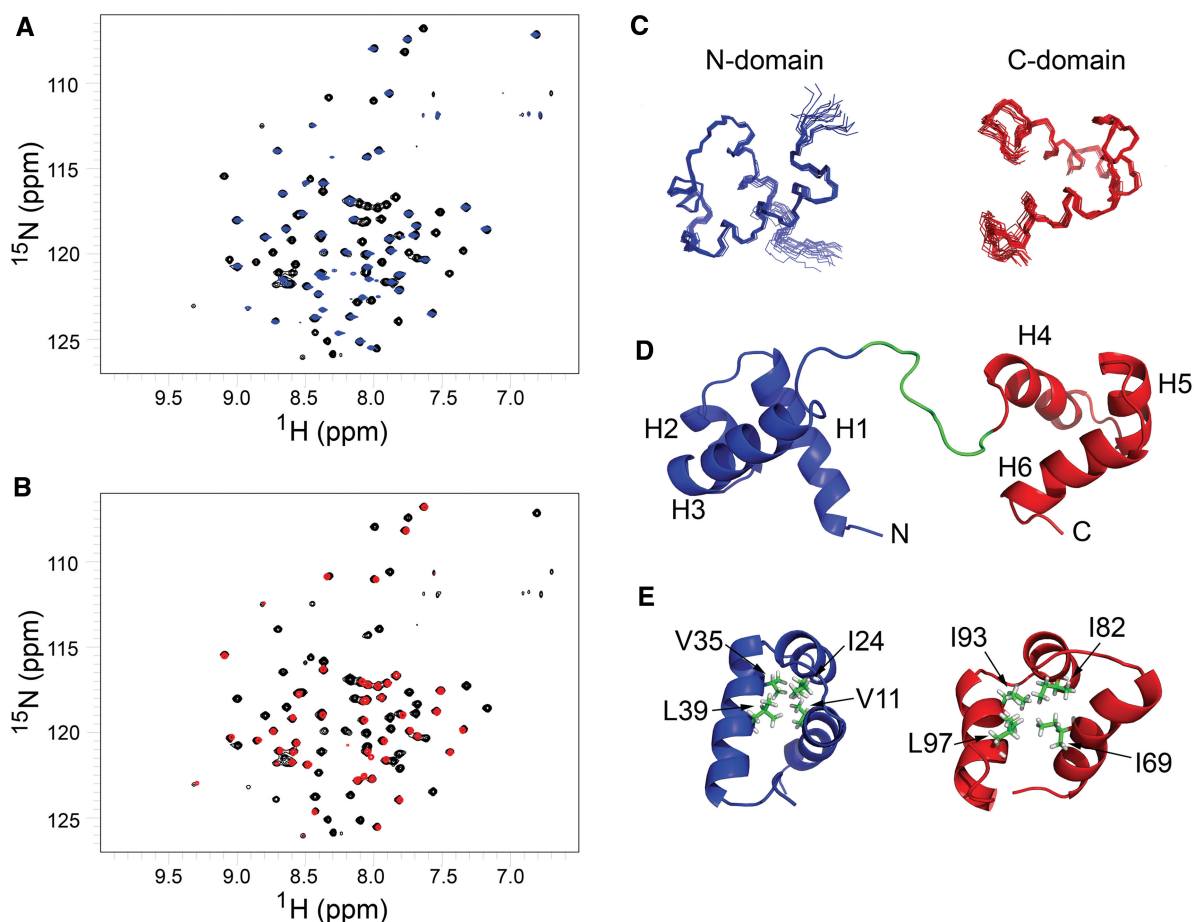 A
110
115
120
125
15N (ppm)
9.5 9.0 8.5 8.0 7.5 7.0
1H (ppm)
B
110
115
120
125
15N (ppm)
9.5 9.0 8.5 8.0 7.5 7.0
1H (ppm)
C
N-domain C-domain
D
H4
H5
H2 H1
H6
H3
N C
E
V35 I24
L39 V11
I93 I82
L97 I69